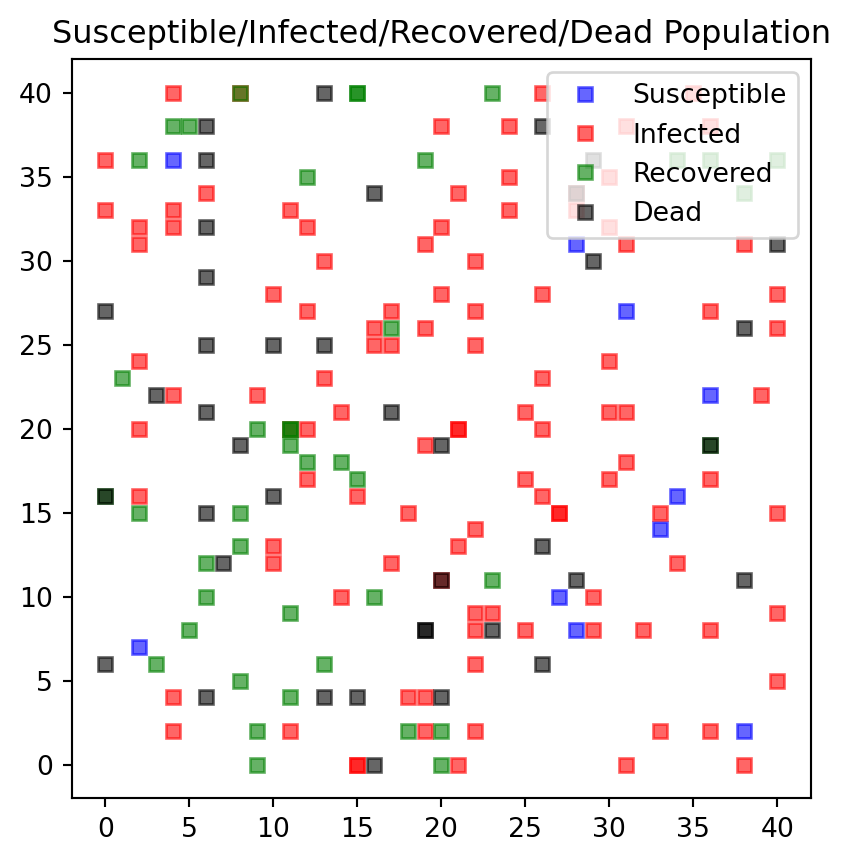 Susceptible/Infected/Recovered/Dead Population
Susceptible
Infected
Recovered
Dead
40
35
30
25
20
15
10
5
0
0 5 10 15 20 25 30 35 40